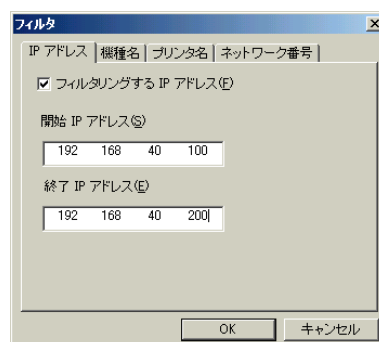 フィルタ
IP アドレス 機種名 プリンタ名 ネットワーク番号
フィルタリングする IP アドレス(F)
開始 IP アドレス(S)
192 168 40 100
終了 IP アドレス(E)
192 168 40 200
OK キャンセル